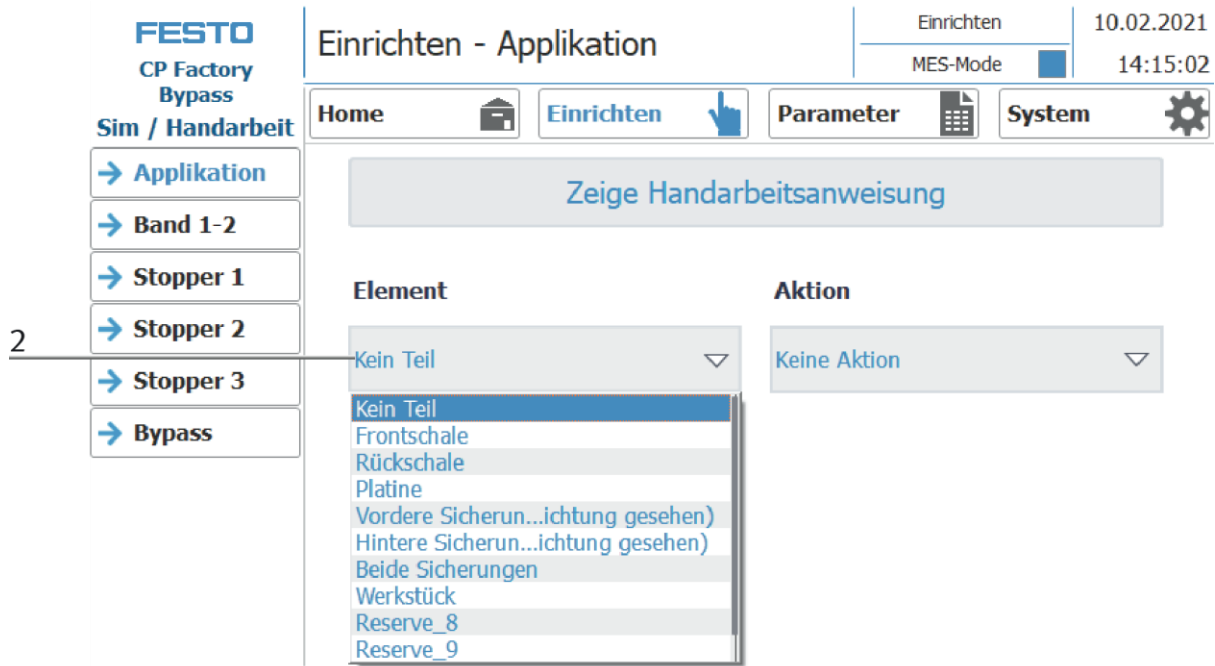 FESTO
CP Factory
Bypass
Sim / Handarbeit
Einrichten - Applikation
Einrichten
MES-Mode
10.02.2021
14:15:02
Home
Einrichten
Parameter
System
Applikation
Band 1-2
Stopper 1
Stopper 2
Stopper 3
Bypass
2
Zeige Handarbeitsanweisung
Element
Aktion
Kein Teil
Keine Aktion
Kein Teil
Frontschale
Rückschale
Platine
Vordere Sicherun...ichtung gesehen)
Hintere Sicherun...ichtung gesehen)
Beide Sicherungen
Werkstück
Reserve_8
Reserve_9